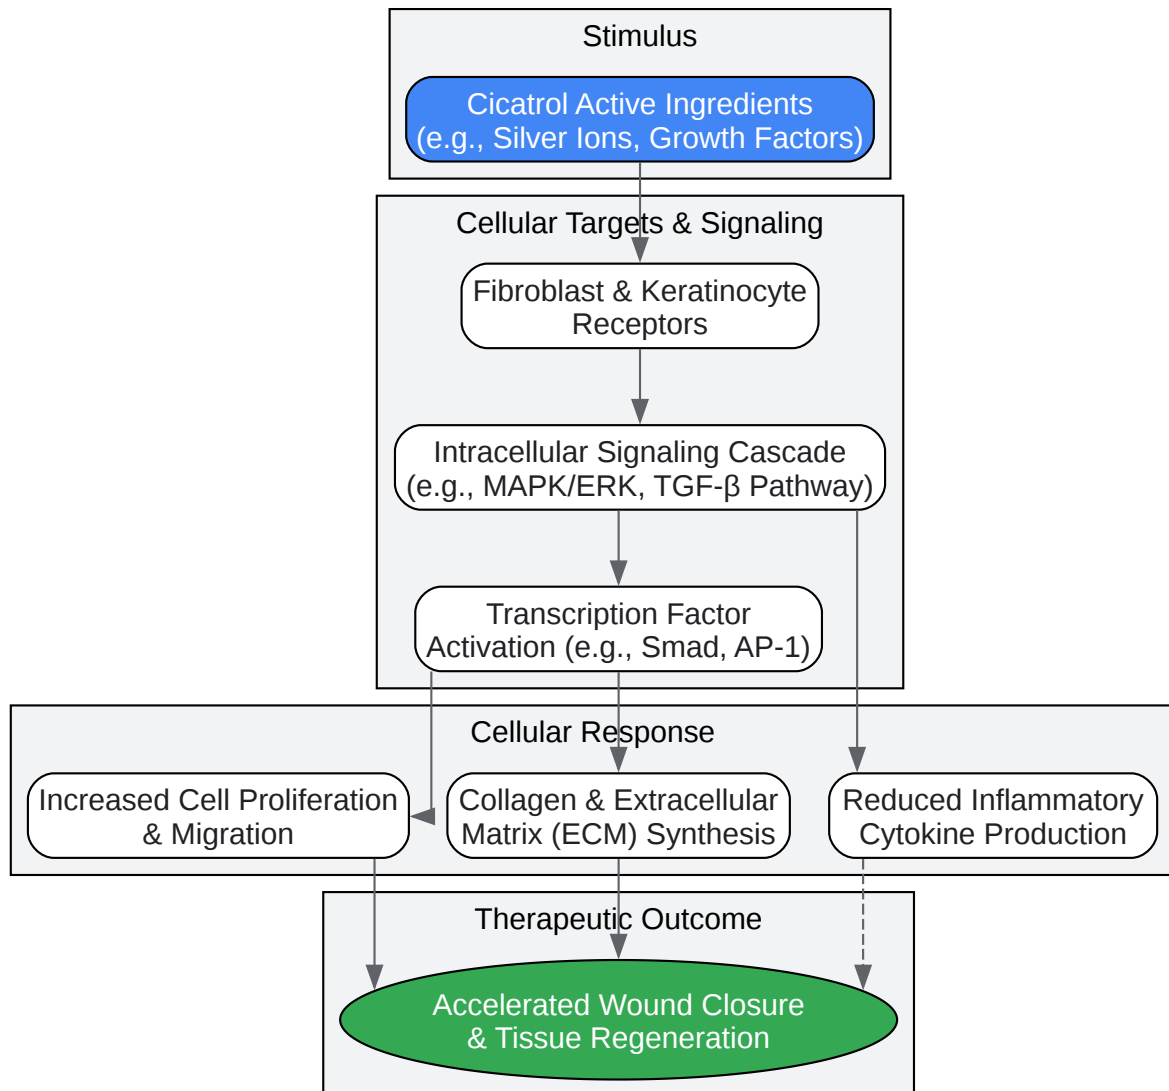 Stimulus
Cicatrol Active Ingredients
(e.g., Silver Ions, Growth Factors)
Cellular Targets & Signaling
Fibroblast & Keratinocyte
Receptors
Intracellular Signaling Cascade
(e.g., MAPK/ERK, TGF-β Pathway)
Transcription Factor
Activation (e.g., Smad, AP-1)
Cellular Response
Increased Cell Proliferation
& Migration
Collagen & Extracellular
Matrix (ECM) Synthesis
Reduced Inflammatory
Cytokine Production
Therapeutic Outcome
Accelerated Wound Closure
& Tissue Regeneration